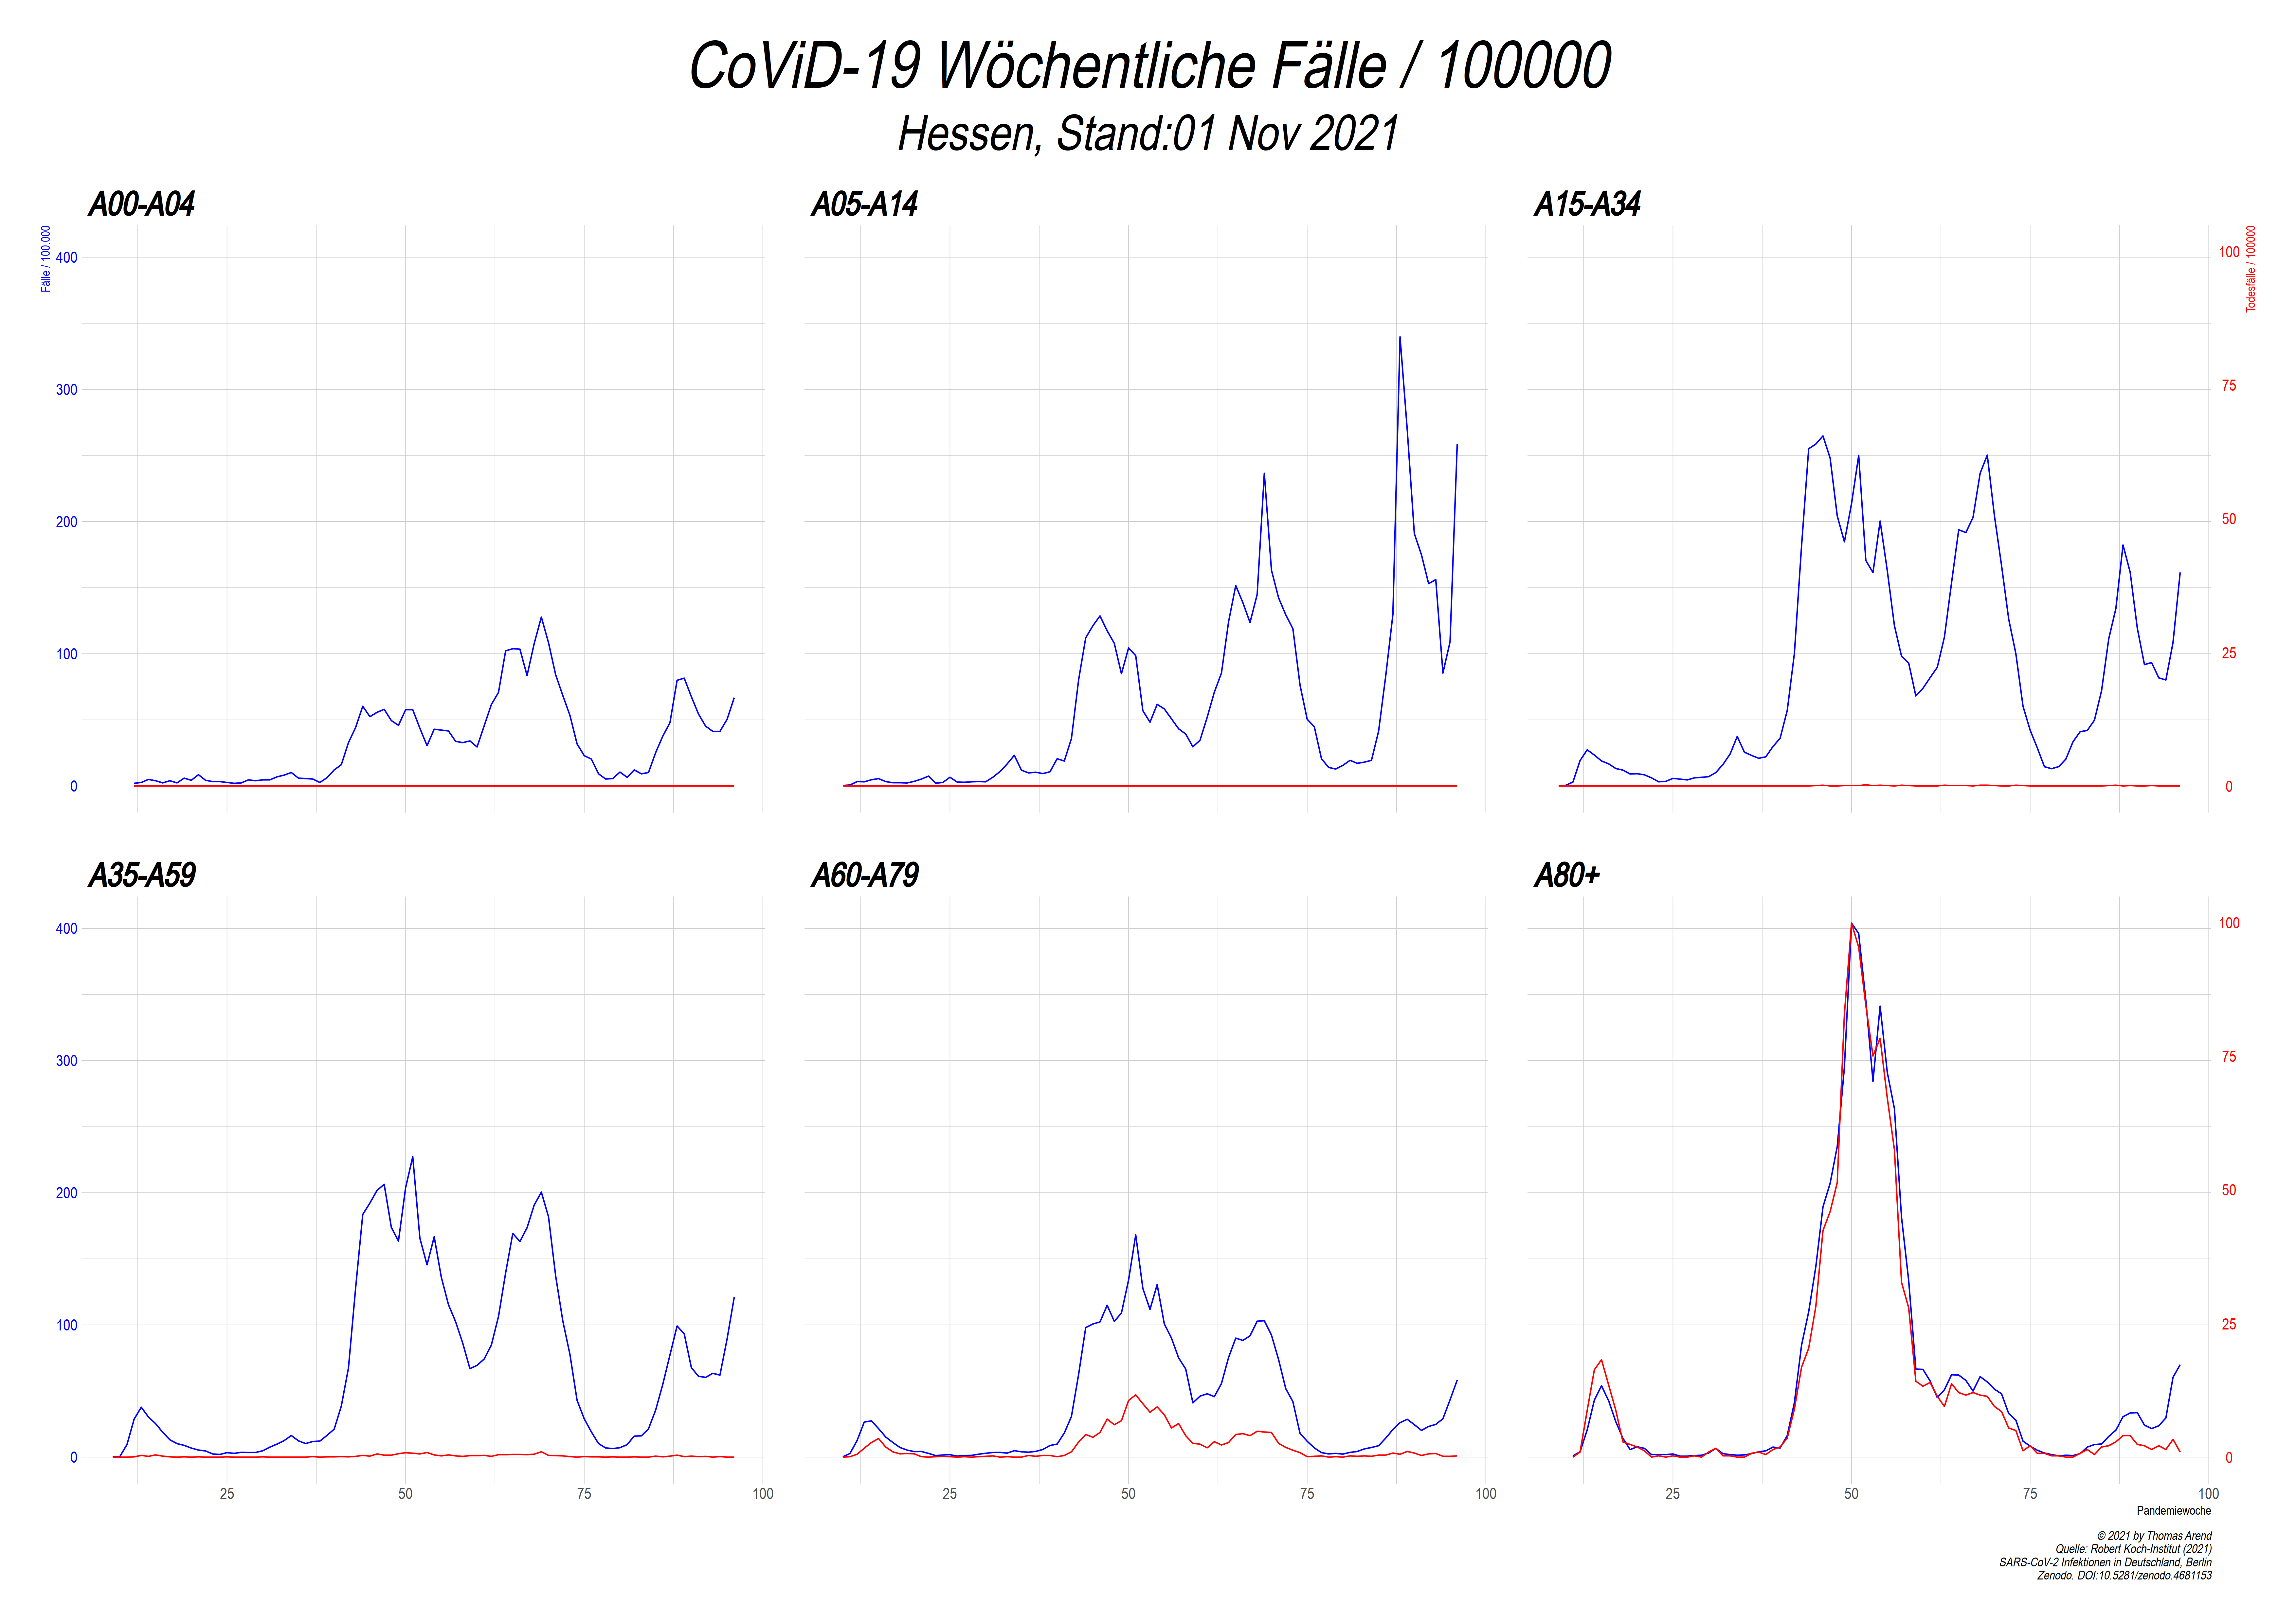 CoViD-19 Wöchentliche Fälle / 100000
Hessen, Stand:01 Nov 2021
A00-A04
A05-A14
A15-A34
Fälle / 100.000
400
300
200
100
0
Todesfälle / 100000
100
75
50
25
0
A35-A59
A60-A79
A80+
400
300
200
100
0
100
75
50
25
0
25 50 75 100
25 50 75 100
25 50 75 100
Pandemiewoche
© 2021 by Thomas Arend
Quelle: Robert Koch-Institut (2021)
SARS-CoV-2 Infektionen in Deutschland, Berlin
Zenodo. DOI:10.5281/zenodo.4681153